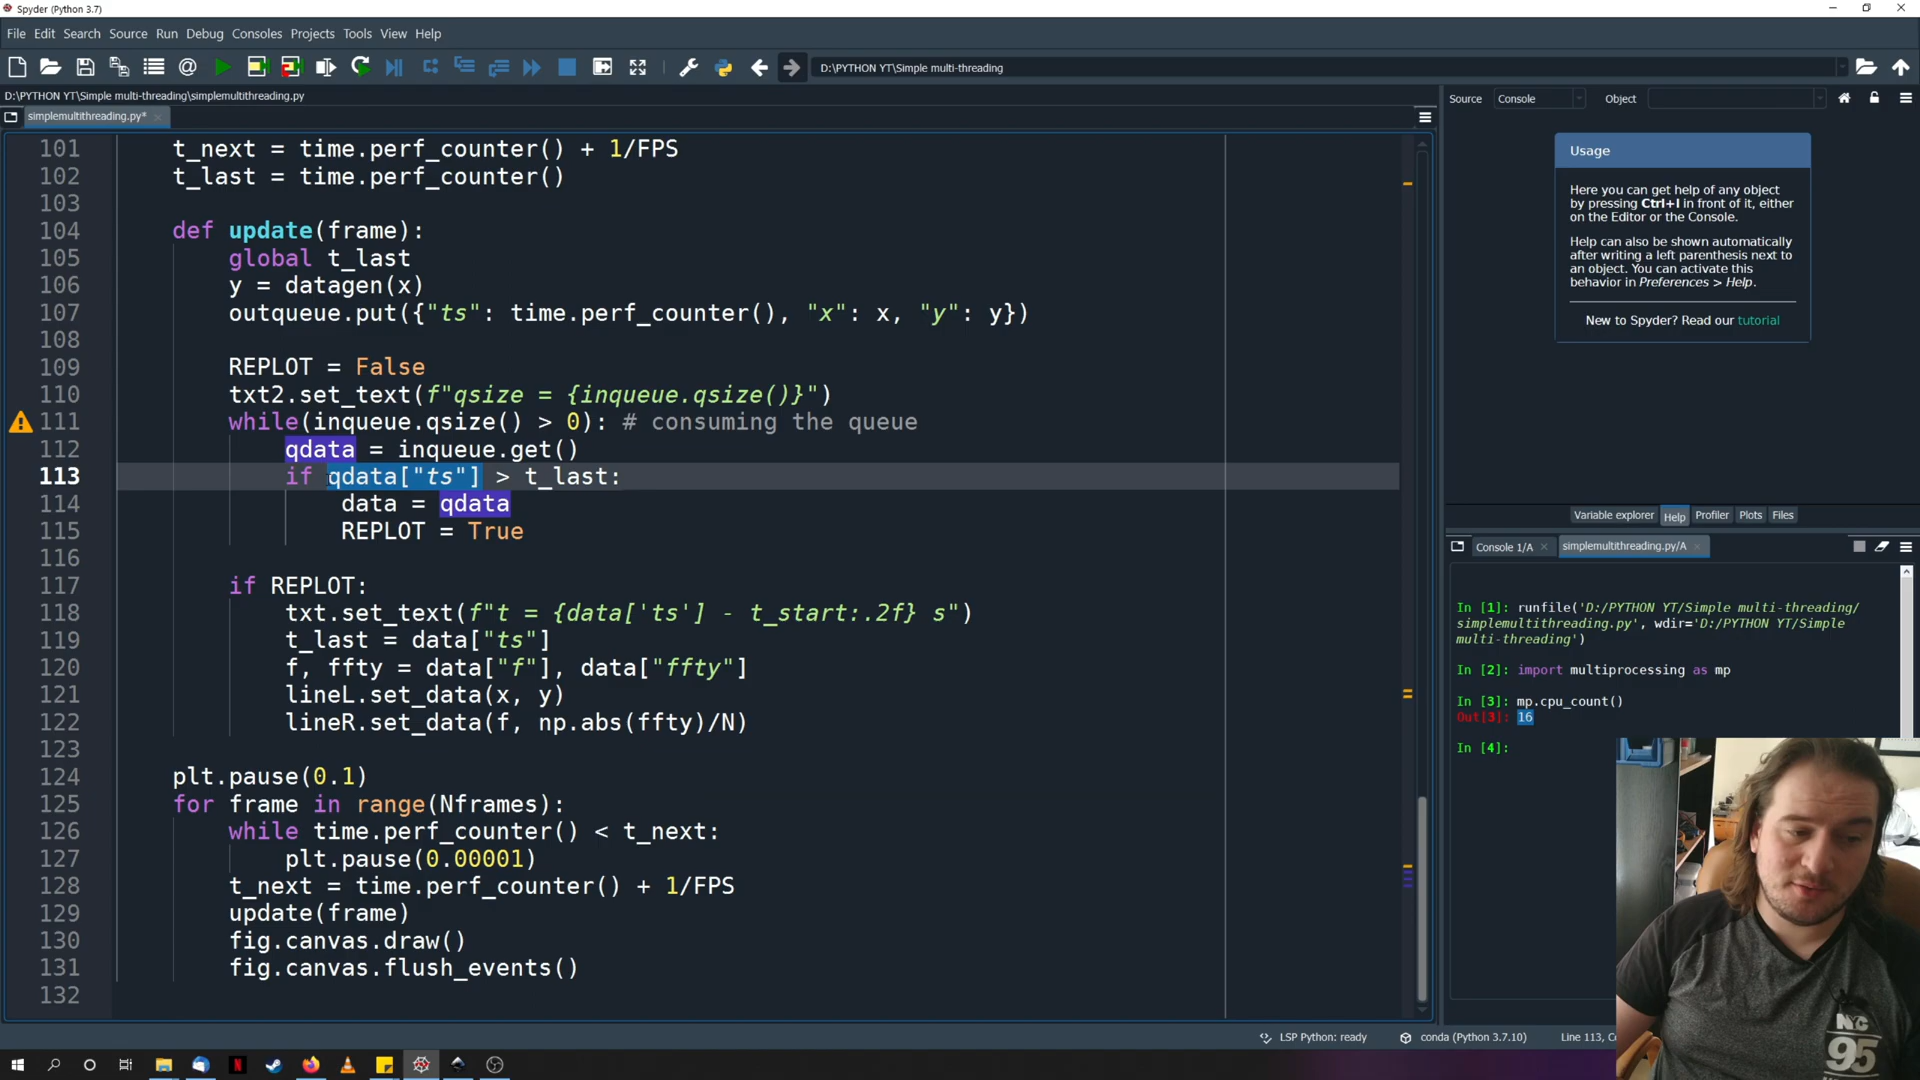 Spyder (Python 3.7)
File Edit Search Source Run Debug Consoles Projects Tools View Help
D:\PYTHON YT\Simple multi-threading
D:\PYTHON YT\Simple multi-threading\simplemultithreading.py
Source Console Object
simplemultithreading.py*
101 t_next = time.perf_counter() + 1/FPS
102 t_last = time.perf_counter()
103
104 def update(frame):
105 global t_last
106 y = datagen(x)
107 outqueue.put({"ts": time.perf_counter(), "x": x, "y": y})
108
109 REPLOT = False
110 txt2.set_text(f"qsize = {inqueue.qsize()}")
111 while(inqueue.qsize() > 0): # consuming the queue
112 qdata = inqueue.get()
113 if qdata["ts"] > t_last:
114 data = qdata
115 REPLOT = True
116
117 if REPLOT:
118 txt.set_text(f"t = {data['ts'] - t_start:.2f} s")
119 t_last = data["ts"]
120 f, ffty = data["f"], data["ffty"]
121 lineL.set_data(x, y)
122 lineR.set_data(f, np.abs(ffty)/N)
123
124 plt.pause(0.1)
125 for frame in range(Nframes):
126 while time.perf_counter() < t_next:
127 plt.pause(0.00001)
128 t_next = time.perf_counter() + 1/FPS
129 update(frame)
130 fig.canvas.draw()
131 fig.canvas.flush_events()
132
Usage
Here you can get help of any object
by pressing Ctrl+I in front of it, either
on the Editor or the Console.
Help can also be shown automatically
after writing a left parenthesis next to
an object. You can activate this
behavior in Preferences > Help.
New to Spyder? Read our tutorial
Variable explorer Help Profiler Plots Files
Console 1/A simplemultithreading.py/A
In [1]: runfile('D:/PYTHON YT/Simple multi-threading/
simplemultithreading.py', wdir='D:/PYTHON YT/Simple
multi-threading')
In [2]: import multiprocessing as mp
In [3]: mp.cpu_count()
Out[3]: 16
In [4]:
NYC
95
LSP Python: ready conda (Python 3.7.10) Line 113, C